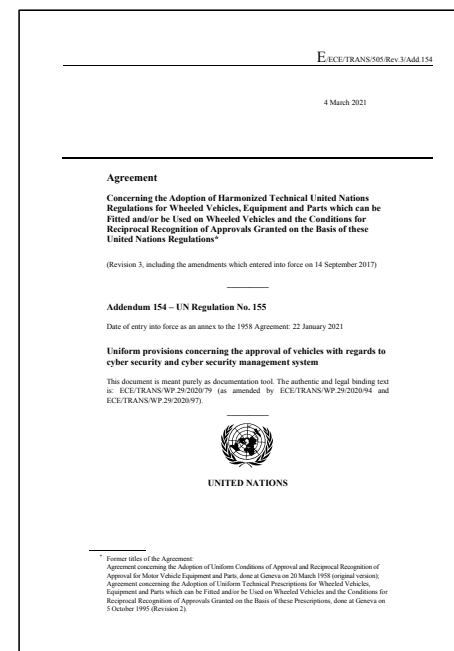 E/ECE/TRANS/505/Rev.3/Add.154
4 March 2021
Agreement
Concerning the Adoption of Harmonized Technical United Nations
Regulations for Wheeled Vehicles, Equipment and Parts which can be
Fitted and/or be Used on Wheeled Vehicles and the Conditions for
Reciprocal Recognition of Approvals Granted on the Basis of these
United Nations Regulations*
(Revision 3, including the amendments which entered into force on 14 September 2017)
Addendum 154 – UN Regulation No. 155
Date of entry into force as an annex to the 1958 Agreement: 22 January 2021
Uniform provisions concerning the approval of vehicles with regards to
cyber security and cyber security management system
This document is meant purely as documentation tool. The authentic and legal binding text
is: ECE/TRANS/WP.29/2020/79 (as amended by ECE/TRANS/WP.29/2020/94 and
ECE/TRANS/WP.29/2020/97).
UNITED NATIONS
* Former titles of the Agreement:
Agreement concerning the Adoption of Uniform Conditions of Approval and Reciprocal Recognition of
Approval for Motor Vehicle Equipment and Parts, done at Geneva on 20 March 1958 (original version);
Agreement concerning the Adoption of Uniform Technical Prescriptions for Wheeled Vehicles,
Equipment and Parts which can be Fitted and/or be Used on Wheeled Vehicles and the Conditions for
Reciprocal Recognition of Approvals Granted on the Basis of these Prescriptions, done at Geneva on
5 October 1995 (Revision 2).